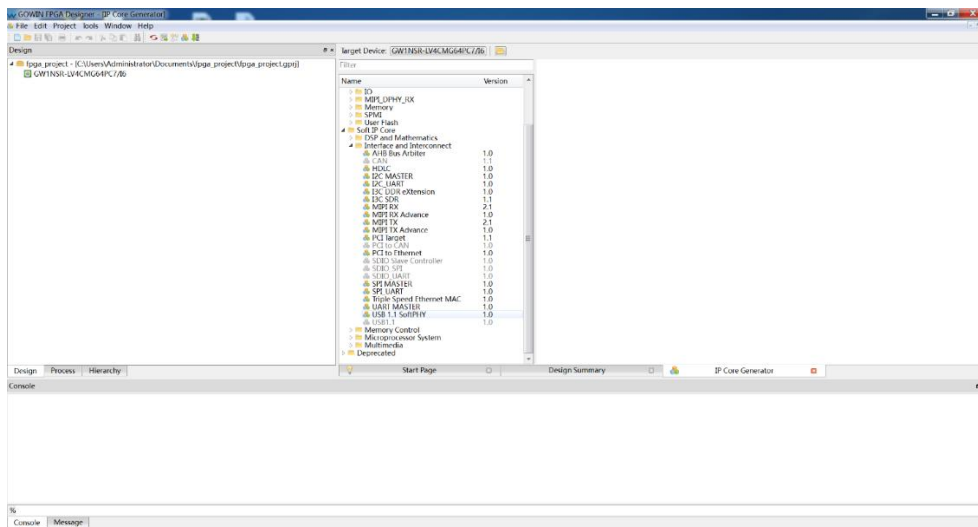 GOWIN FPGA Designer - [IP Core Generator]
File Edit Project Tools Window Help
Design
Target Device: GW1NSR-LV4CMG64PC7/I6
fpga_project - [C:\Users\Administrator\Documents\fpga_project\fpga_project.gprj]
GW1NSR-LV4CMG64PC7/I6
Filter
Name Version
IO
MIPI_DPHY_RX
Memory
SPMI
User Flash
Soft IP Core
DSP and Mathematics
Interface and Interconnect
AHB Bus Arbiter 1.0
CAN 1.1
HDLC 1.0
I2C MASTER 1.0
I2C_UART 1.0
I3C DDR eXtension 1.0
I3C SDR 1.1
MIPI RX 2.1
MIPI RX Advance 1.0
MIPI TX 2.1
MIPI TX Advance 1.0
PCI Target 1.1
PCI to CAN 1.0
PCI to Ethernet 1.0
SDIO Slave Controller 1.0
SDIO_SPI 1.0
SDIO_UART 1.0
SPI MASTER 1.0
SPI_UART 1.0
Triple Speed Ethernet MAC 1.0
UART MASTER 1.0
USB 1.1 SoftPHY 1.0
USB1.1 1.0
Memory Control
Microprocessor System
Multimedia
Deprecated
Design Process Hierarchy
Start Page Design Summary IP Core Generator
Console
%
Console Message